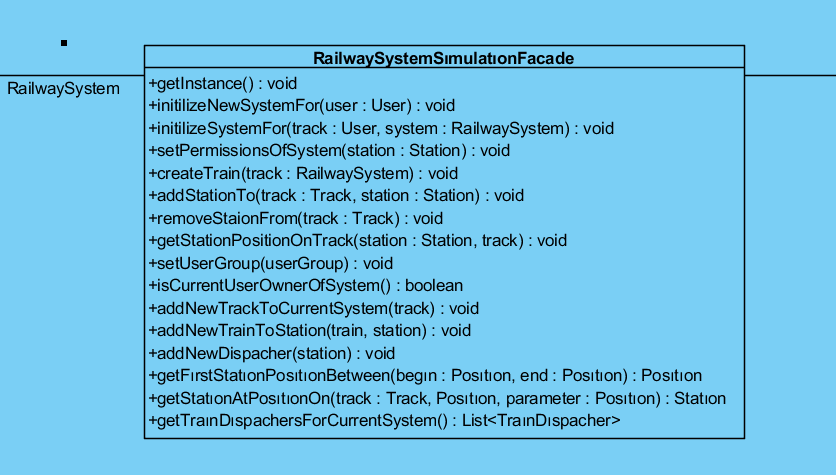 RailwaySystemSımulatıonFacade
RailwaySystem
+getInstance() : void
+initilizeNewSystemFor(user : User) : void
+initilizeSystemFor(track : User, system : RailwaySystem) : void
+setPermissionsOfSystem(station : Station) : void
+createTrain(track : RailwaySystem) : void
+addStationTo(track : Track, station : Station) : void
+removeStaionFrom(track : Track) : void
+getStationPositionOnTrack(station : Station, track) : void
+setUserGroup(userGroup) : void
+isCurrentUserOwnerOfSystem() : boolean
+addNewTrackToCurrentSystem(track) : void
+addNewTrainToStation(train, station) : void
+addNewDispacher(station) : void
+getFırstStatıonPosıtıonBetween(begın : Posıtıon, end : Posıtıon) : Posıtıon
+getStatıonAtPosıtıonOn(track : Track, Posıtıon, parameter : Posıtıon) : Statıon
+getTraınDıspachersForCurrentSystem() : List<TraınDıspacher>